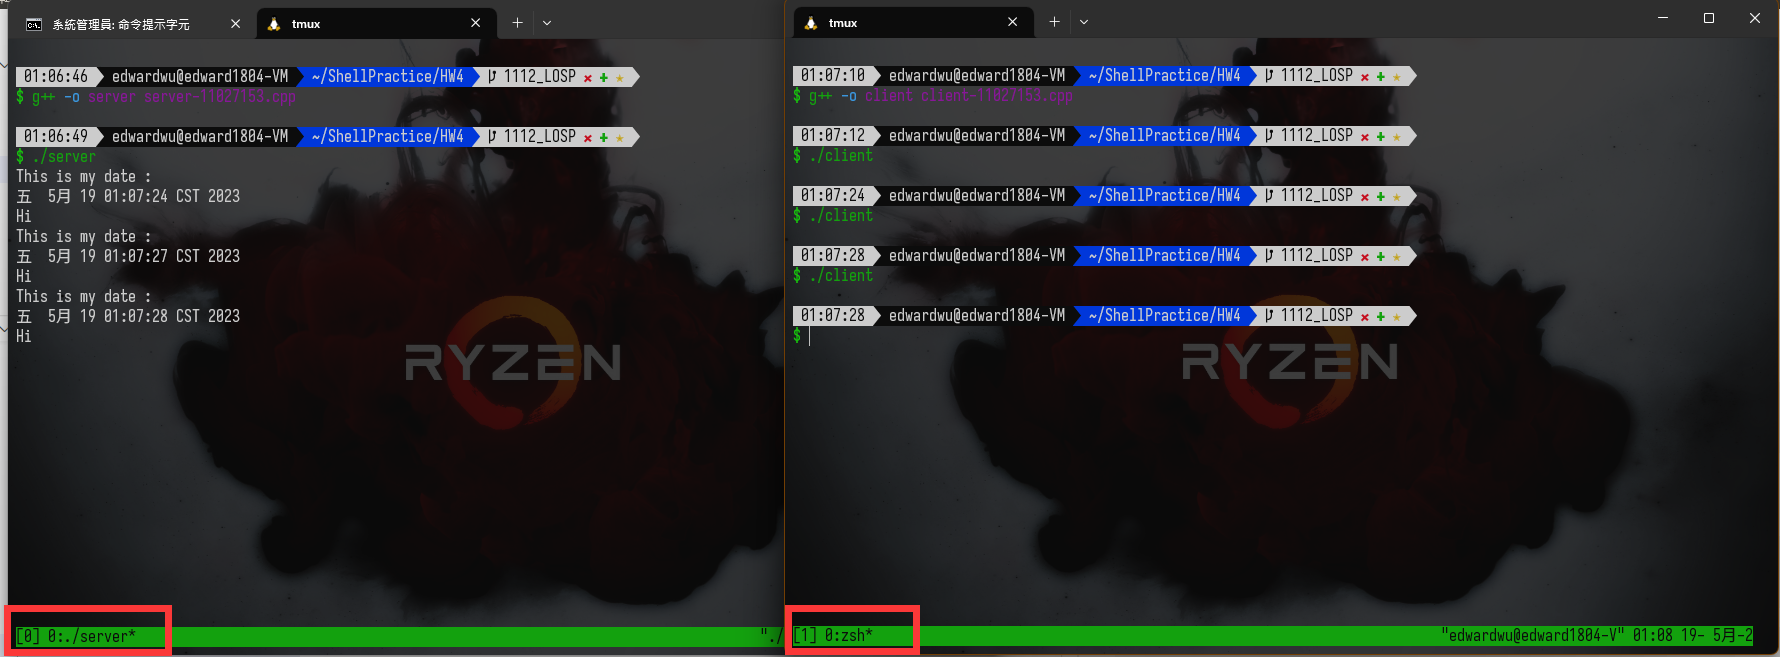 系統管理員: 命令提示字元
tmux
01:06:46 edwardwu@edward1804-VM ~/ShellPractice/HW4 1112_LOSP
$ g++ -o server server-11027153.cpp
01:06:49 edwardwu@edward1804-VM ~/ShellPractice/HW4 1112_LOSP
$ ./server
This is my date :
五  5月 19 01:07:24 CST 2023
Hi
This is my date :
五  5月 19 01:07:27 CST 2023
Hi
This is my date :
五  5月 19 01:07:28 CST 2023
Hi
RYZEN
[0] 0:./server*
"./
tmux
01:07:10 edwardwu@edward1804-VM ~/ShellPractice/HW4 1112_LOSP
$ g++ -o client client-11027153.cpp
01:07:12 edwardwu@edward1804-VM ~/ShellPractice/HW4 1112_LOSP
$ ./client
01:07:24 edwardwu@edward1804-VM ~/ShellPractice/HW4 1112_LOSP
$ ./client
01:07:28 edwardwu@edward1804-VM ~/ShellPractice/HW4 1112_LOSP
$ ./client
01:07:28 edwardwu@edward1804-VM ~/ShellPractice/HW4 1112_LOSP
$
RYZEN
[1] 0:zsh*
"edwardwu@edward1804-V" 01:08 19- 5月-2